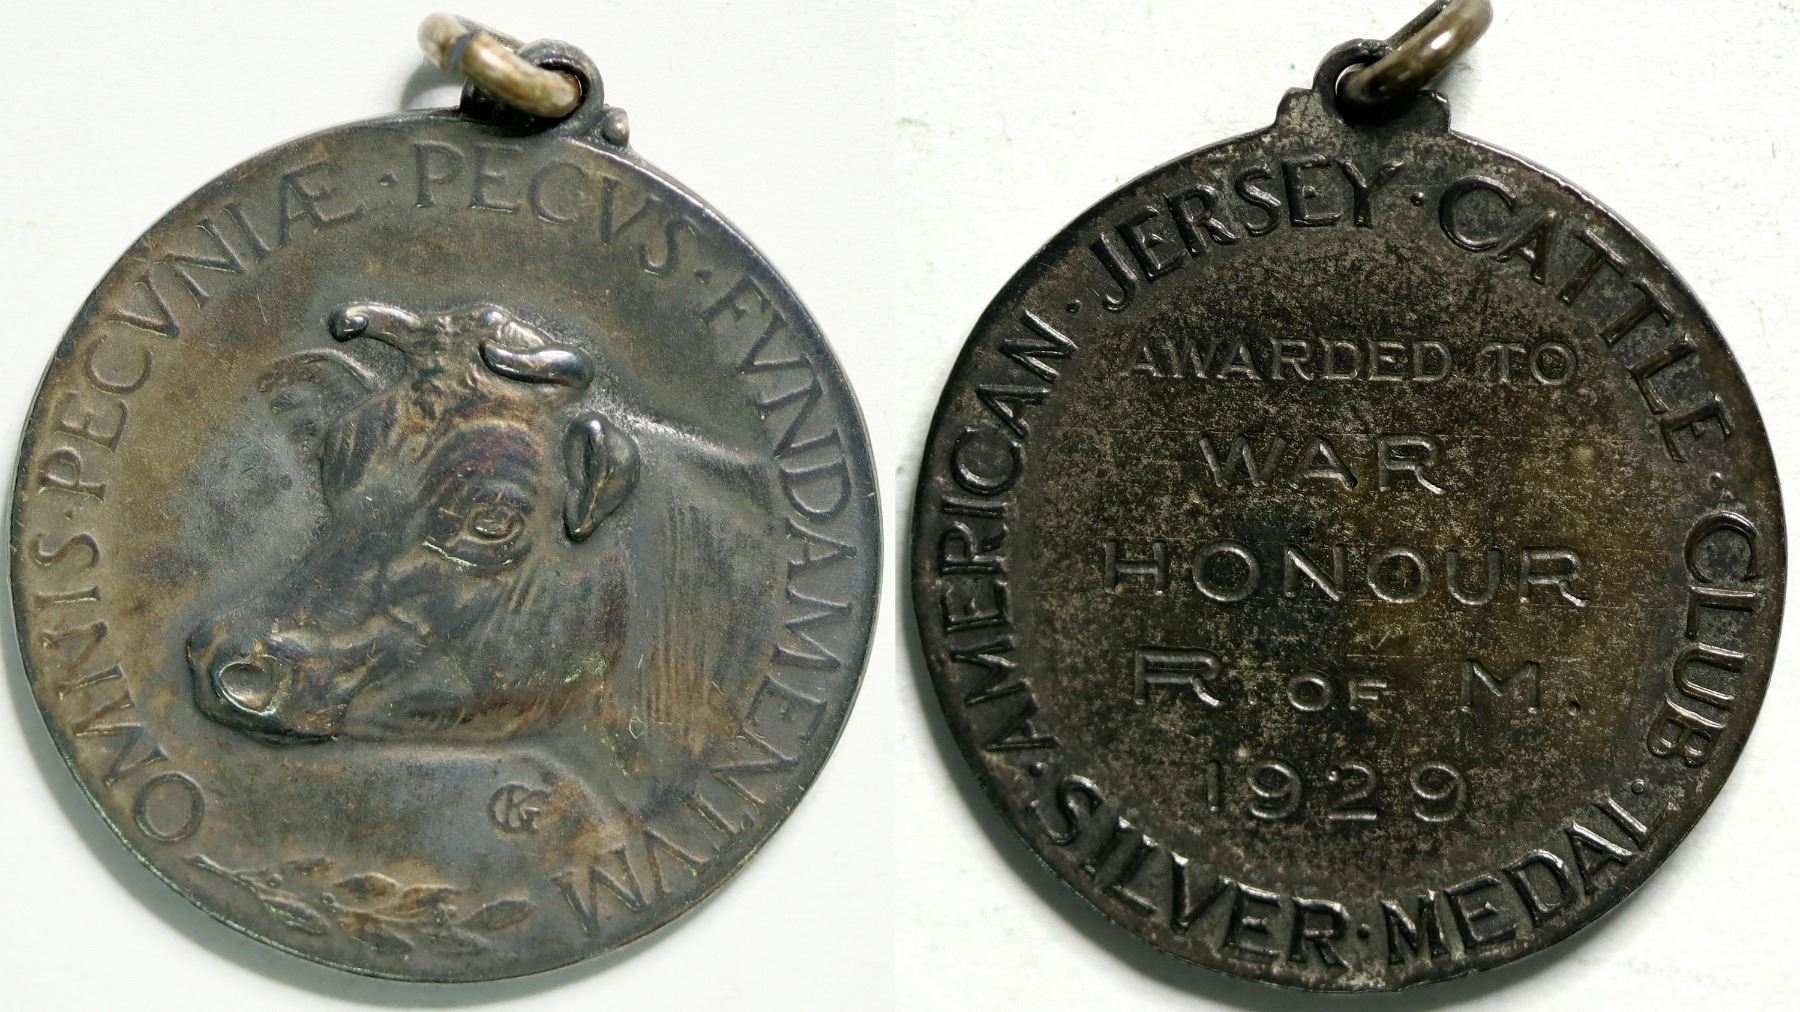 OMNIS·PECVNIÆ·PECVS·FVNDAMENTVM
AMERICAN·JERSEY·CATTLE·CLUB·
·SILVER·MEDAL·
AWARDED TO
WAR
HONOUR
R. OF M.
1929